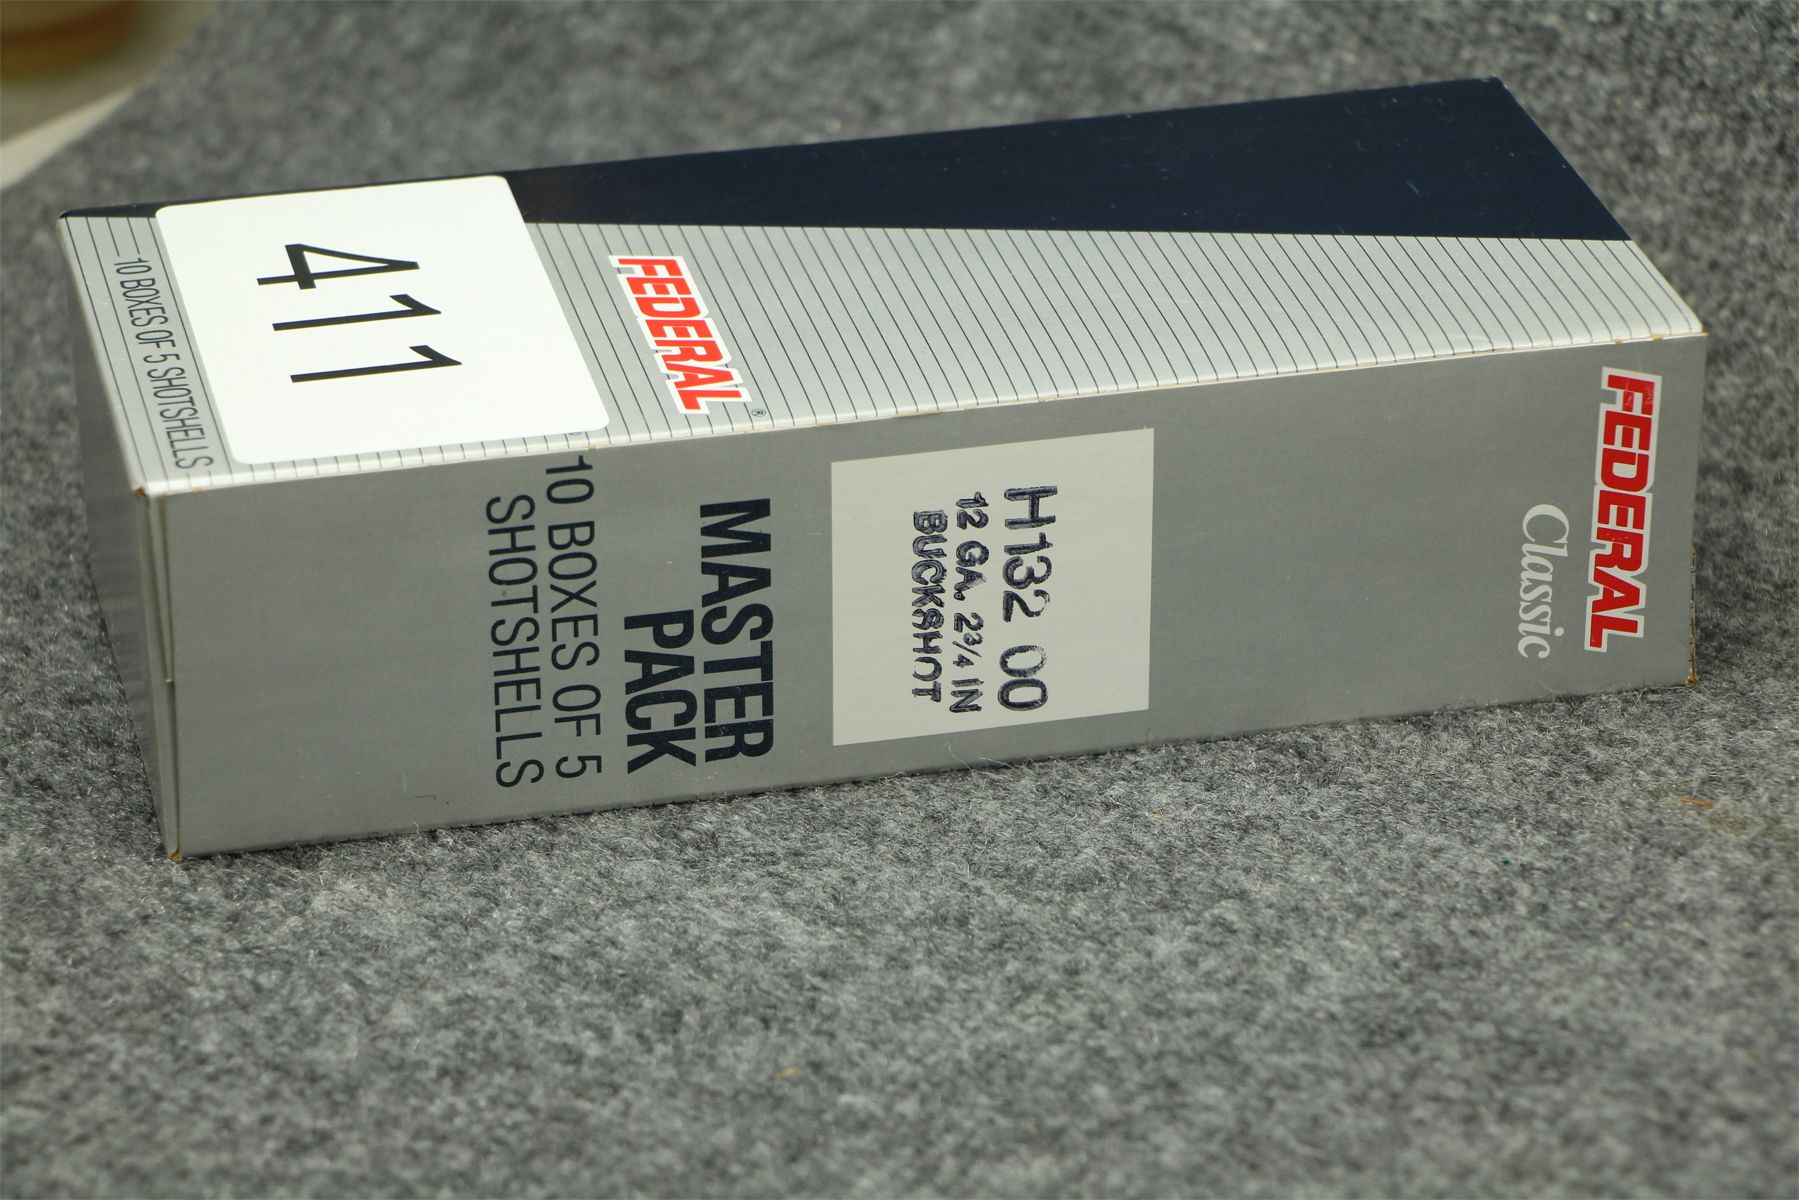 10 BOXES OF 5 SHOTSHELLS
411
FEDERAL®
FEDERAL
Classic
H132 00
12 GA. 2¾ IN
BUCKSHOT
MASTER
PACK
10 BOXES OF 5
SHOTSHELLS